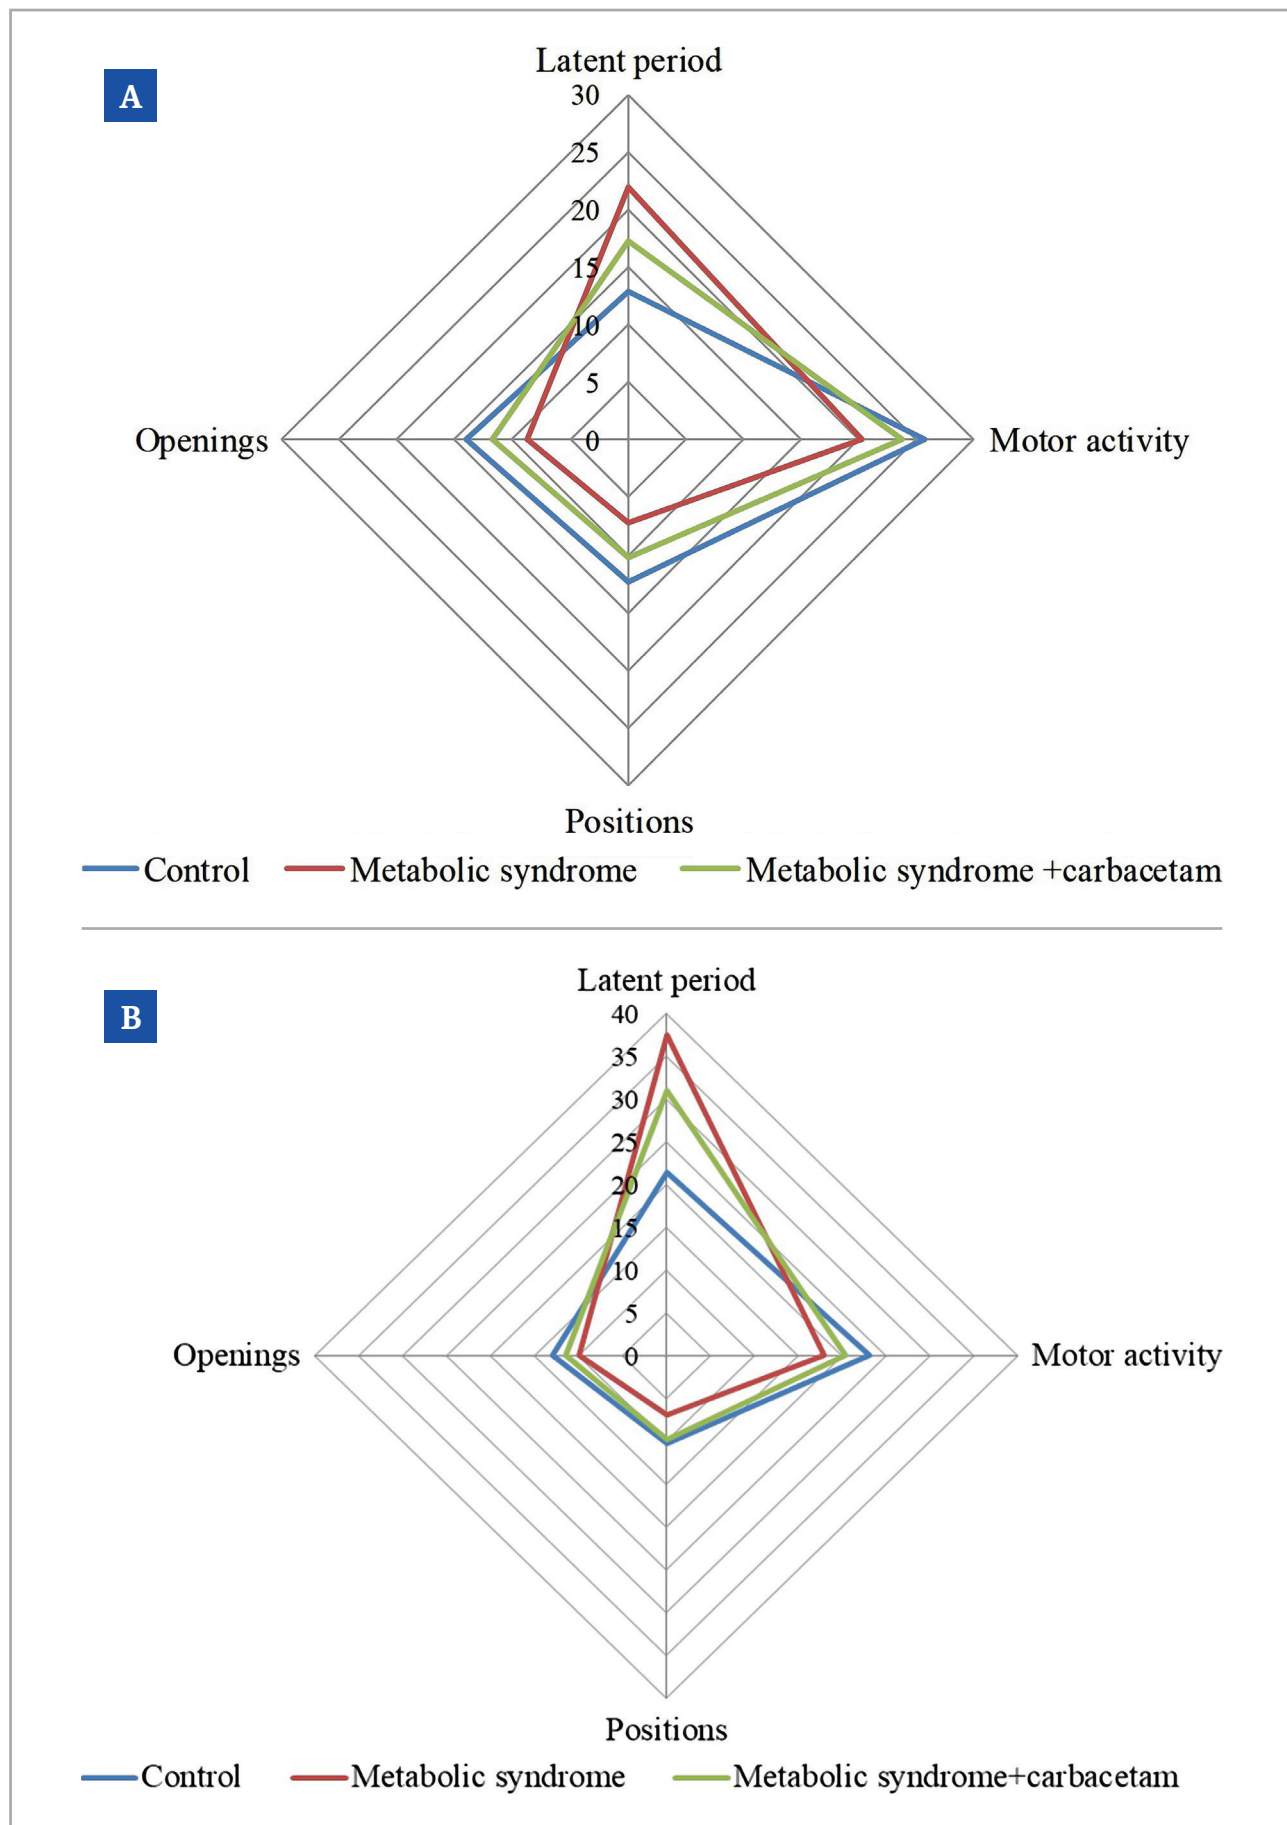 A
Latent period
30
25
20
15
10
5
0
Openings
Motor activity
Positions
Control Metabolic syndrome Metabolic syndrome +carbacetam
B
Latent period
40
35
30
25
20
15
10
5
0
Openings
Motor activity
Positions
Control Metabolic syndrome Metabolic syndrome+carbacetam